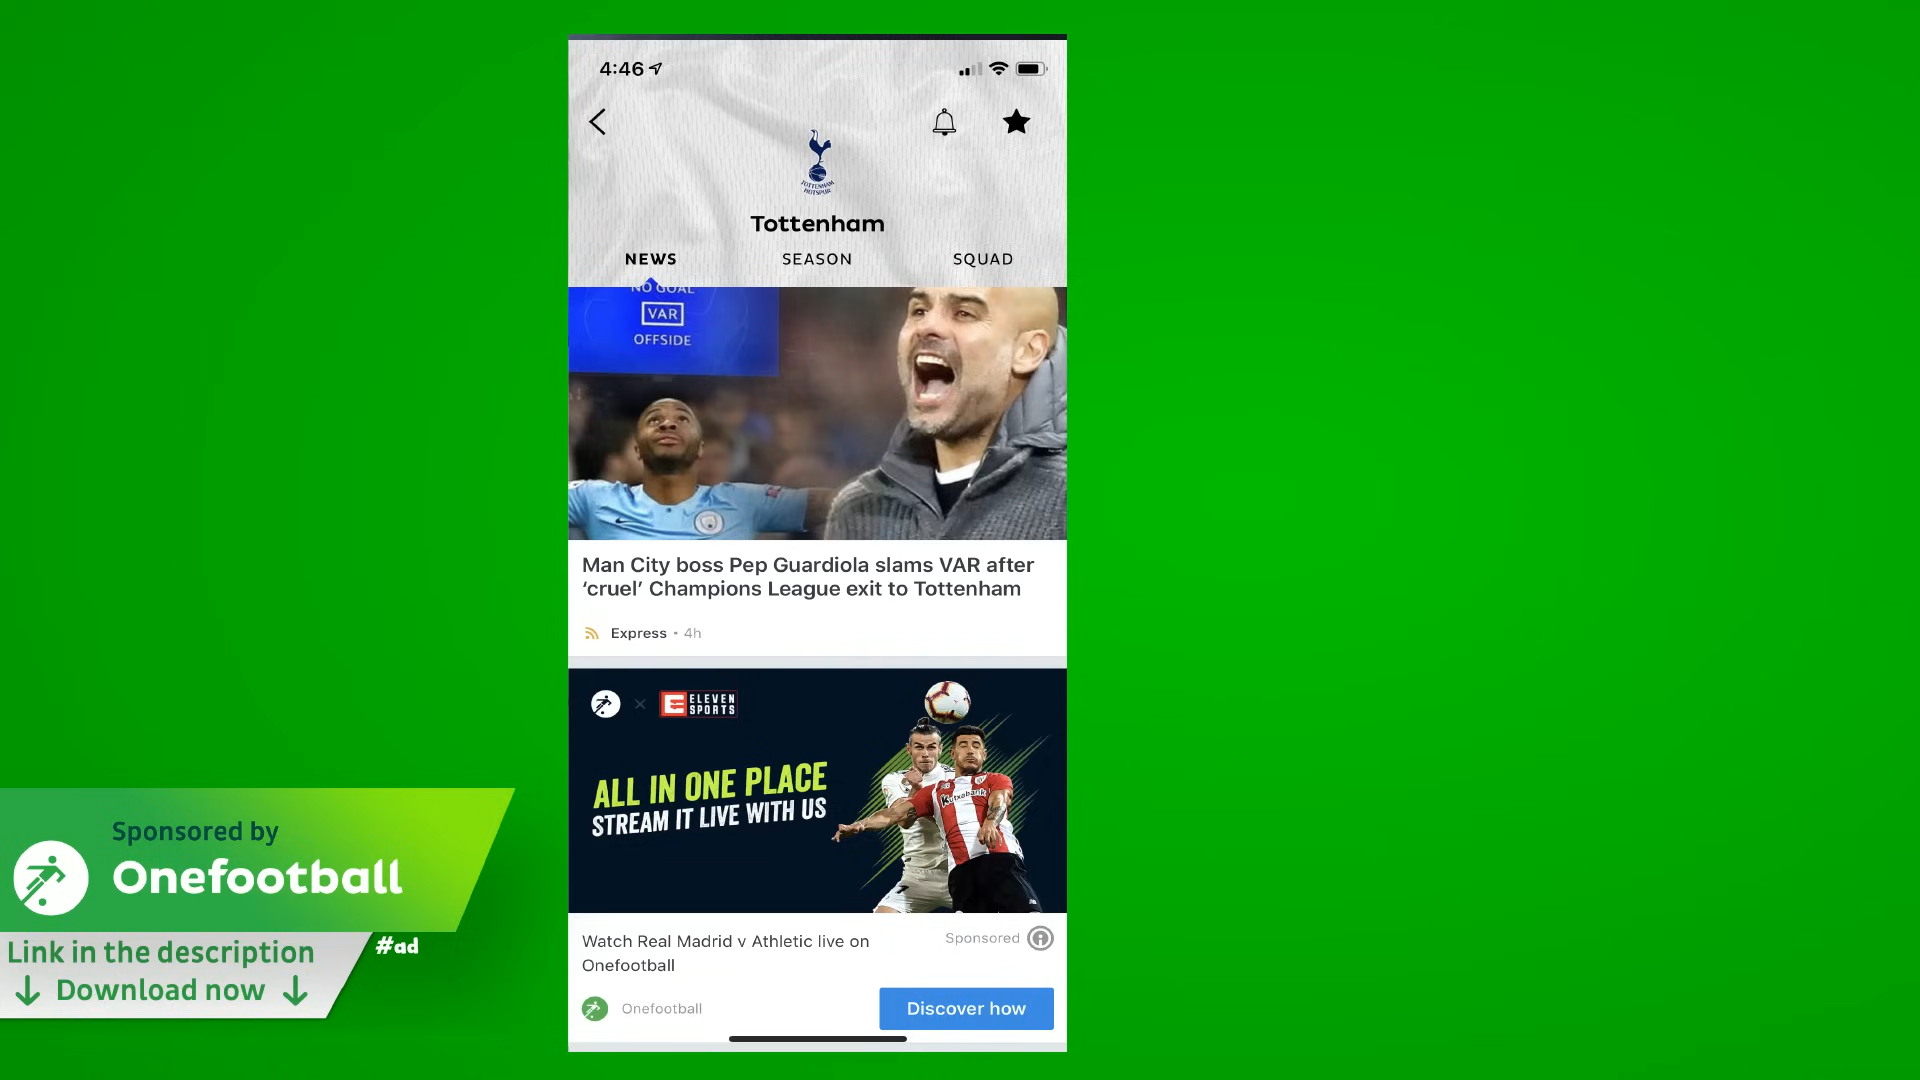 4:46
TOTTENHAM
HOTSPUR
Tottenham
NEWS
SEASON
SQUAD
NO GOAL
VAR
OFFSIDE
Man City boss Pep Guardiola slams VAR after
‘cruel’ Champions League exit to Tottenham
Express • 4h
ELEVEN
SPORTS
ALL IN ONE PLACE
STREAM IT LIVE WITH US
Kutxabank
Watch Real Madrid v Athletic live on
Onefootball
Sponsored
Onefootball
Discover how
Sponsored by
Onefootball
#ad
Link in the description
↓ Download now ↓